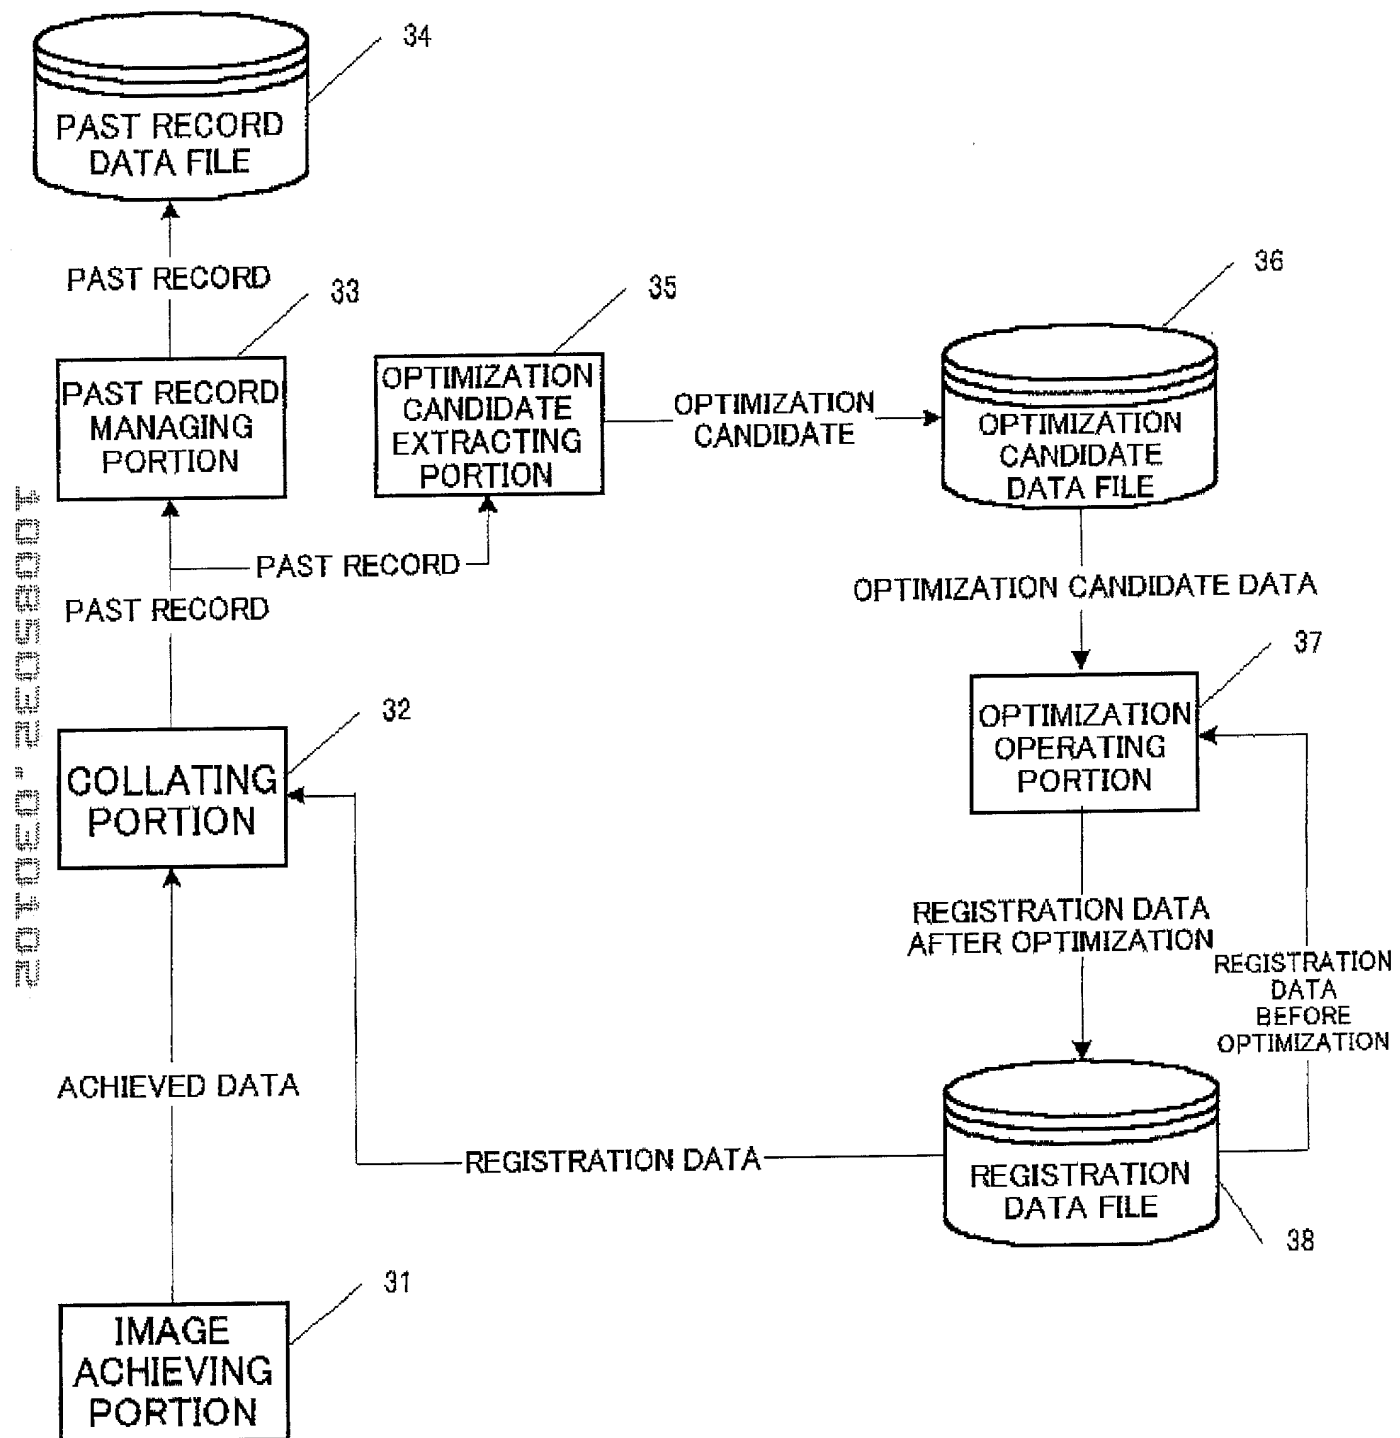 34
PAST RECORD
DATA FILE
PAST RECORD
33
35
36
PAST RECORD
MANAGING
PORTION
OPTIMIZATION
CANDIDATE
EXTRACTING
PORTION
OPTIMIZATION
CANDIDATE
OPTIMIZATION
CANDIDATE
DATA FILE
PAST RECORD
PAST RECORD
OPTIMIZATION CANDIDATE DATA
37
32
COLLATING
PORTION
OPTIMIZATION
OPERATING
PORTION
REGISTRATION DATA
AFTER OPTIMIZATION
REGISTRATION
DATA
BEFORE
OPTIMIZATION
ACHIEVED DATA
REGISTRATION DATA
REGISTRATION
DATA FILE
38
31
IMAGE
ACHIEVING
PORTION
10085032.030102